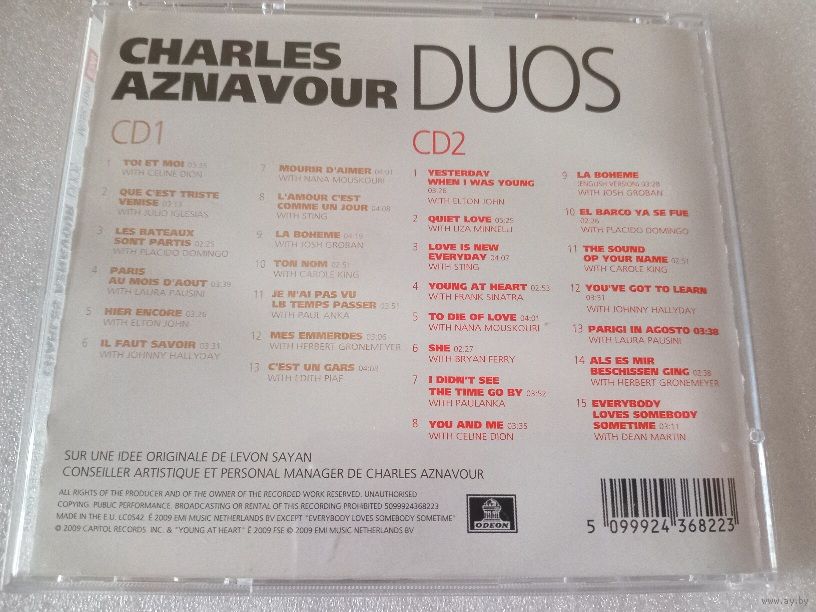 CHARLES
AZNAVOUR DUOS
CD1
1 TOI ET MOI 03:35
WITH CELINE DION
2 QUE C'EST TRISTE
VENISE 03:13
WITH JULIO IGLESIAS
3 LES BATEAUX
SONT PARTIS 02:25
WITH PLACIDO DOMINGO
4 PARIS
AU MOIS D'AOUT 03:39
WITH LAURA PAUSINI
5 HIER ENCORE 03:26
WITH ELTON JOHN
6 IL FAUT SAVOIR 03:31
WITH JOHNNY HALLYDAY
7 MOURIR D'AIMER 04:01
WITH NANA MOUSKOURI
8 L'AMOUR C'EST
COMME UN JOUR 04:08
WITH STING
9 LA BOHEME 04:19
WITH JOSH GROBAN
10 TON NOM 02:51
WITH CAROLE KING
11 JE N'AI PAS VU
LB TEMPS PASSER 03:51
WITH PAUL ANKA
12 MES EMMERDES 03:06
WITH HERBERT GRONEMEYER
13 C'EST UN GARS 04:03
WITH EDITH PIAF
CD2
1 YESTERDAY
WHEN I WAS YOUNG
03:26
WITH ELTON JOHN
2 QUIET LOVE 05:29
WITH LIZA MINNELLI
3 LOVE IS NEW
EVERYDAY 04:07
WITH STING
4 YOUNG AT HEART 02:53
WITH FRANK SINATRA
5 TO DIE OF LOVE 04:01
WITH NANA MOUSKOURI
6 SHE 02:27
WITH BRYAN FERRY
7 I DIDN'T SEE
THE TIME GO BY 03:52
WITH PAULANKA
8 YOU AND ME 03:35
WITH CELINE DION
9 LA BOHEME
(ENGLISH VERSION) 03:28
WITH JOSH GROBAN
10 EL BARCO YA SE FUE
02:26
WITH PLACIDO DOMINGO
11 THE SOUND
OP YOUR NAME 02:51
WITH CAROLE KING
12 YOU'VE GOT TO LEARN
03:31
WITH JOHNNY HALLYDAY
13 PARIGI IN AGOSTO 03:38
WITH LAURA PAUSINI
14 ALS ES MIR
BESCHISSEN GING 02:38
WITH HERBERT GRONEMEYER
15 EVERYBODY
LOVES SOMEBODY
SOMETIME 03:11
WITH DEAN MARTIN
SUR UNE IDEE ORIGINALE DE LEVON SAYAN
CONSEILLER ARTISTIQUE ET PERSONAL MANAGER DE CHARLES AZNAVOUR
ALL RIGHTS OF THE PRODUCER AND OF THE OWNER OF THE RECORDED WORK RESERVED. UNAUTHORISED
COPYING. PUBLIC PERFORMANCE. BROADCASTING OR RENTAL OF THIS RECORDING PROHIBITED 5099924368223
MADE IN THE E.U. LC0542 É 2009 EMI MUSIC NETHERLANDS BV EXCEPT "EVERYBODY LOVES SOMEBODY SOMETIME"
© 2009 CAPITOL RECORDS. INC. & "YOUNG AT HEART" É 2009 FSE © 2009 EMI MUSIC NETHERLANDS BV
ODEON
5 099924 368223
www.ay.by